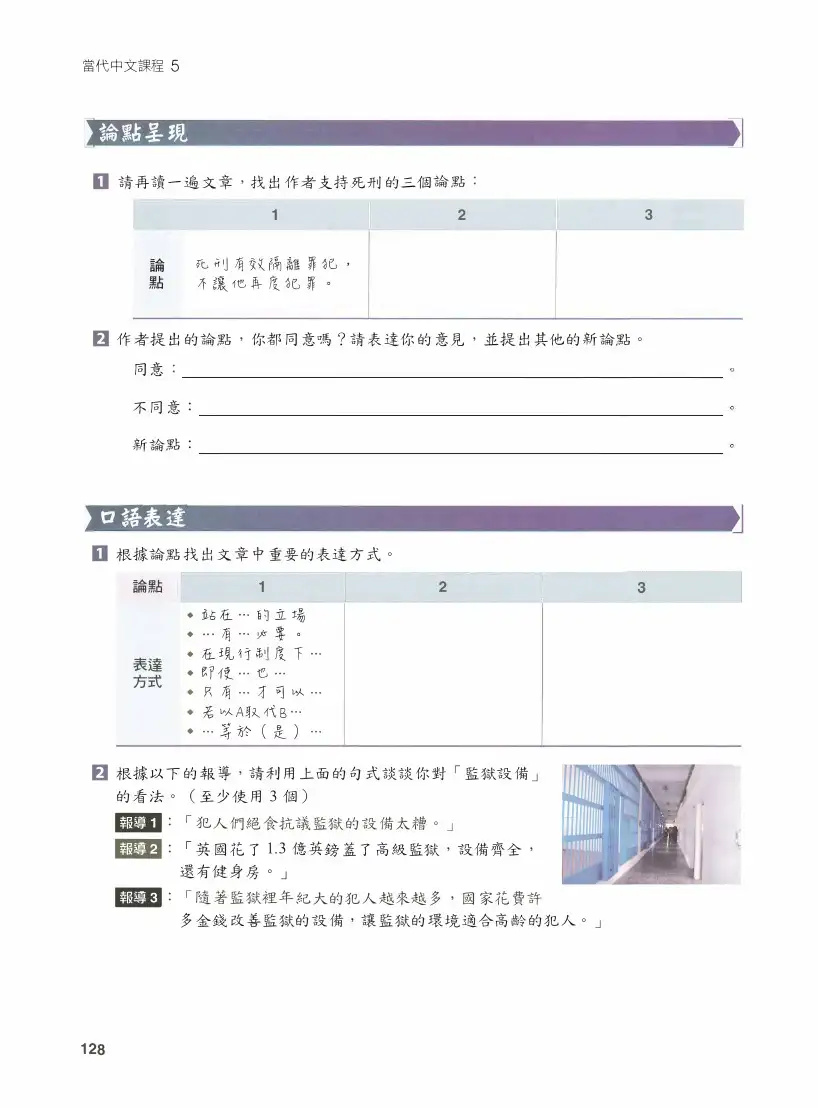 當代中文課程 5
論點呈現
1 請再讀一遍文章，找出作者支持死刑的三個論點：
1 2 3
論點
死刑有效隔離罪犯，
不讓他再度犯罪。
2 作者提出的論點，你都同意嗎？請表達你的意見，並提出其他的新論點。
同意：。
不同意：。
新論點：。
口語表達
1 根據論點找出文章中重要的表達方式。
論點 1 2 3
表達方式
◆ 站在…的立場
◆ …有…必要。
◆ 在現行制度下…
◆ 即便…也…
◆ 只有…才可以…
◆ 若以A取代B…
◆ …等於（是）…
2 根據以下的報導，請利用上面的句式談談你對「監獄設備」
的看法。（至少使用 3 個）
報導 1：「犯人們絕食抗議監獄的設備太糟。」
報導 2：「英國花了 1.3 億英鎊蓋了高級監獄，設備齊全，
還有健身房。」
報導 3：「隨著監獄裡年紀大的犯人越來越多，國家花費許
多金錢改善監獄的設備，讓監獄的環境適合高齡的犯人。」
128